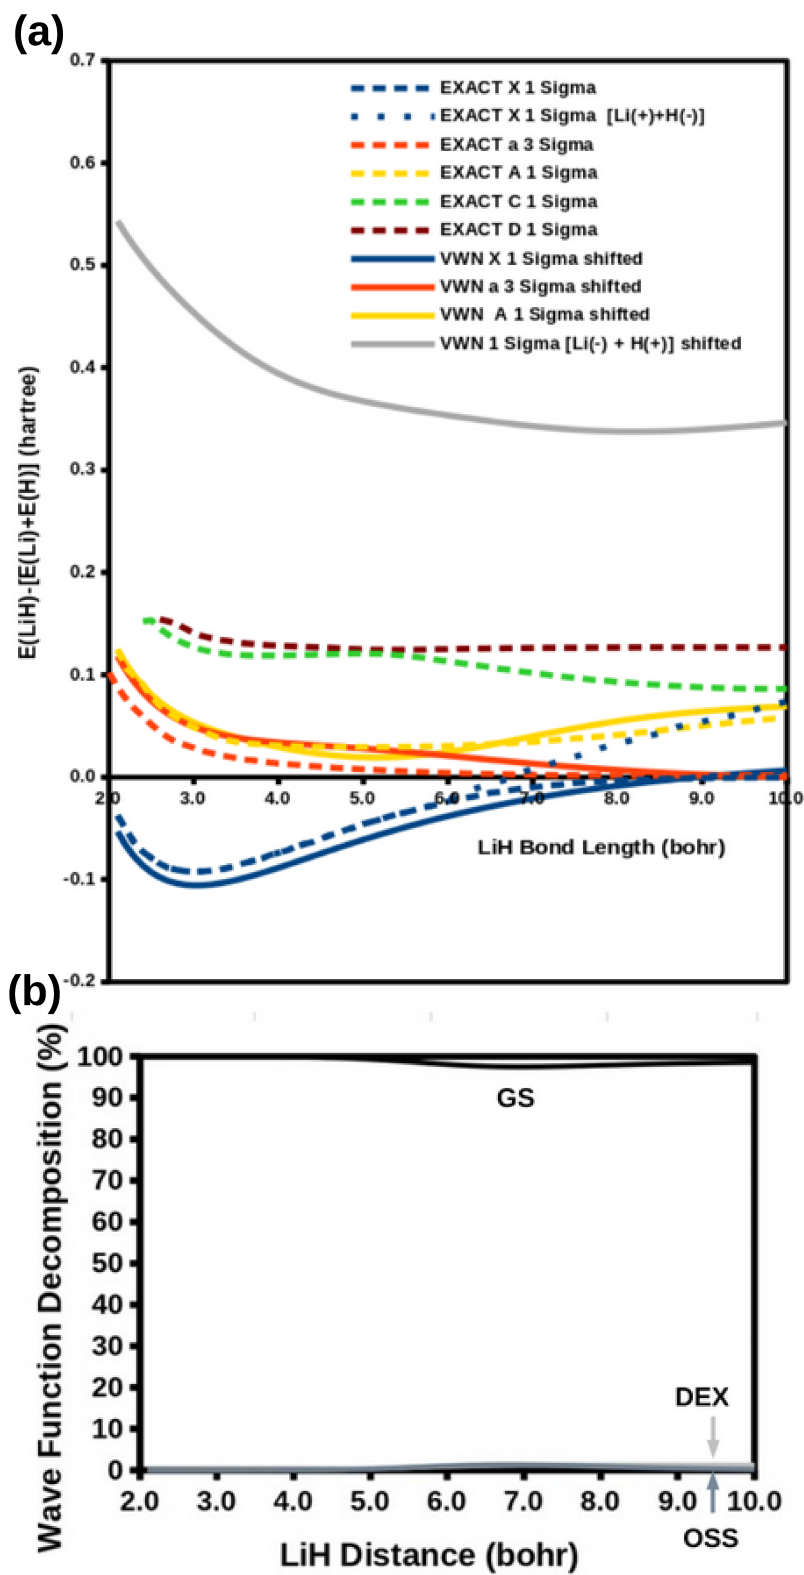 (a)
0.7
EXACT X 1 Sigma
EXACT X 1 Sigma [Li(+)+H(-)]
EXACT a 3 Sigma
0.6
EXACT A 1 Sigma
EXACT C 1 Sigma
EXACT D 1 Sigma
VWN X 1 Sigma shifted
0.5
VWN a 3 Sigma shifted
VWN A 1 Sigma shifted
VWN 1 Sigma [Li(-) + H(+)] shifted
0.4
E(LiH)-[E(Li)+E(H)] (hartree)
0.3
0.2
0.1
0.0
2.0 3.0 4.0 5.0 6.0 7.0 8.0 9.0 10.0
LiH Bond Length (bohr)
-0.1
-0.2
(b)
Wave Function Decomposition (%)
100
GS
90
80
70
60
50
40
30
20
DEX
10
0
2.0 3.0 4.0 5.0 6.0 7.0 8.0 9.0 10.0
OSS
LiH Distance (bohr)